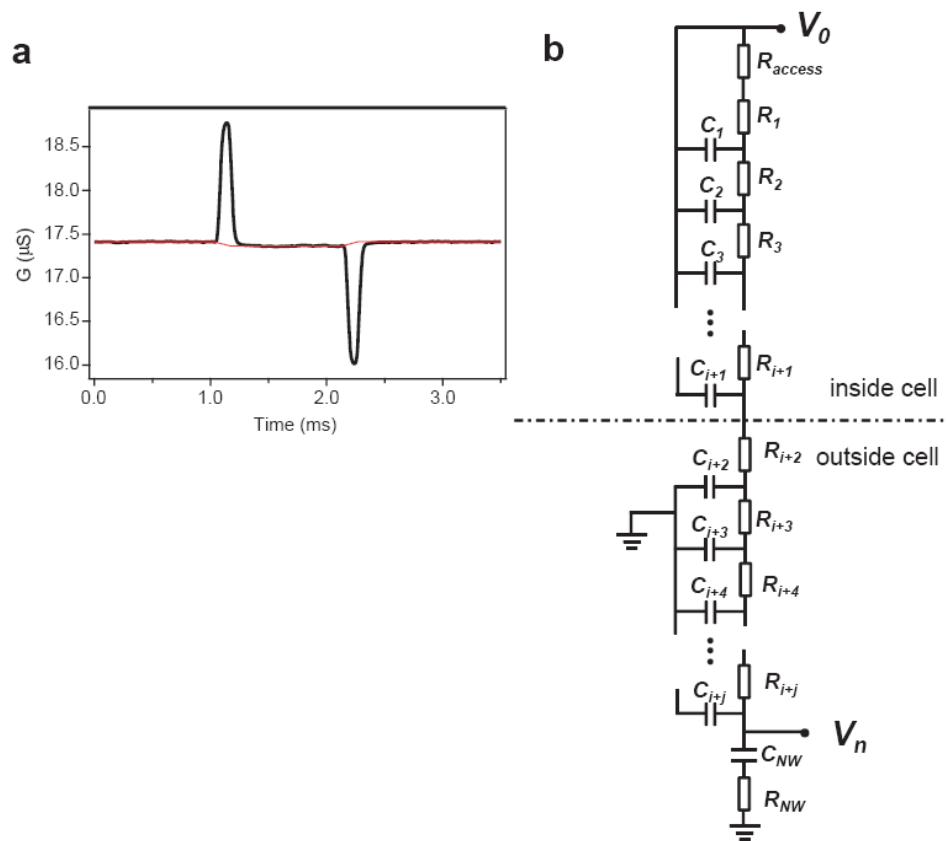 a
G (μS)
18.5
18.0
17.5
17.0
16.5
16.0
0.0 1.0 2.0 3.0
Time (ms)
b
V0
Raccess
R1
C1
R2
C2
R3
C3
Ri+1
Ci+1
inside cell
outside cell
Ri+2
Ci+2
Ri+3
Ci+3
Ri+4
Ci+4
Ri+j
Ci+j
Vn
CNW
RNW